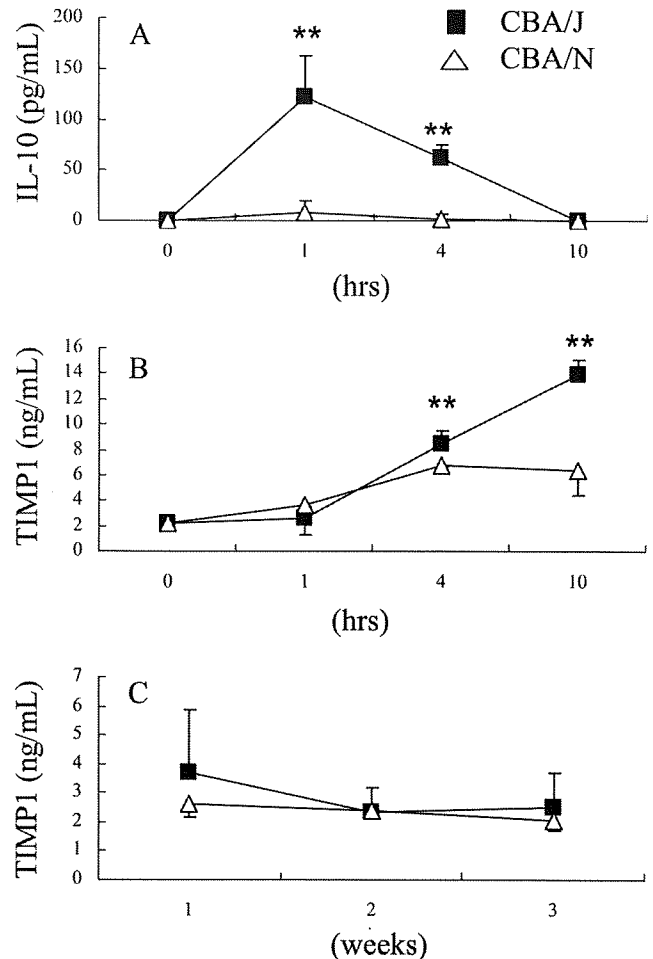 A
CBA/J
CBA/N
IL-10 (pg/mL)
200
150
100
50
0
**
**
0 1 4 10
(hrs)
B
TIMP1 (ng/mL)
16
14
12
10
8
6
4
2
0
**
**
0 1 4 10
(hrs)
C
TIMP1 (ng/mL)
7
6
5
4
3
2
1
0
1 2 3
(weeks)